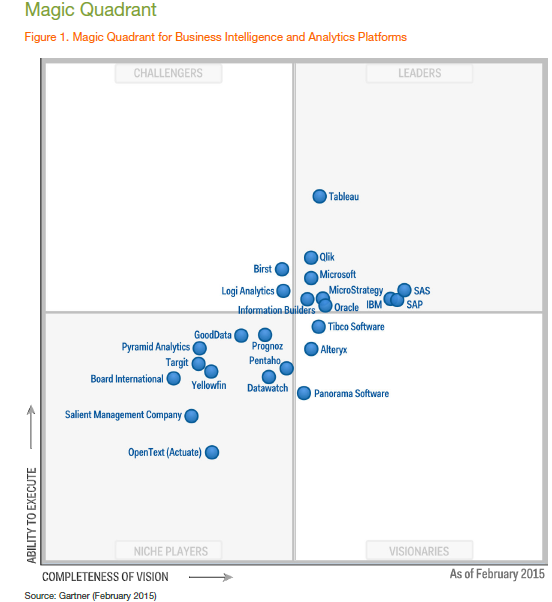 Magic Quadrant
Figure 1. Magic Quadrant for Business Intelligence and Analytics Platforms
CHALLENGERS
LEADERS
Tableau
Qlik
Birst
Microsoft
Logi Analytics
MicroStrategy
SAS
Information Builders
Oracle
IBM
SAP
Tibco Software
GoodData
Prognoz
Pyramid Analytics
Alteryx
Targit
Pentaho
Board International
Yellowfin
Datawatch
Panorama Software
Salient Management Company
OpenText (Actuate)
NICHE PLAYERS
VISIONARIES
ABILITY TO EXECUTE
COMPLETENESS OF VISION
As of February 2015
Source: Gartner (February 2015)